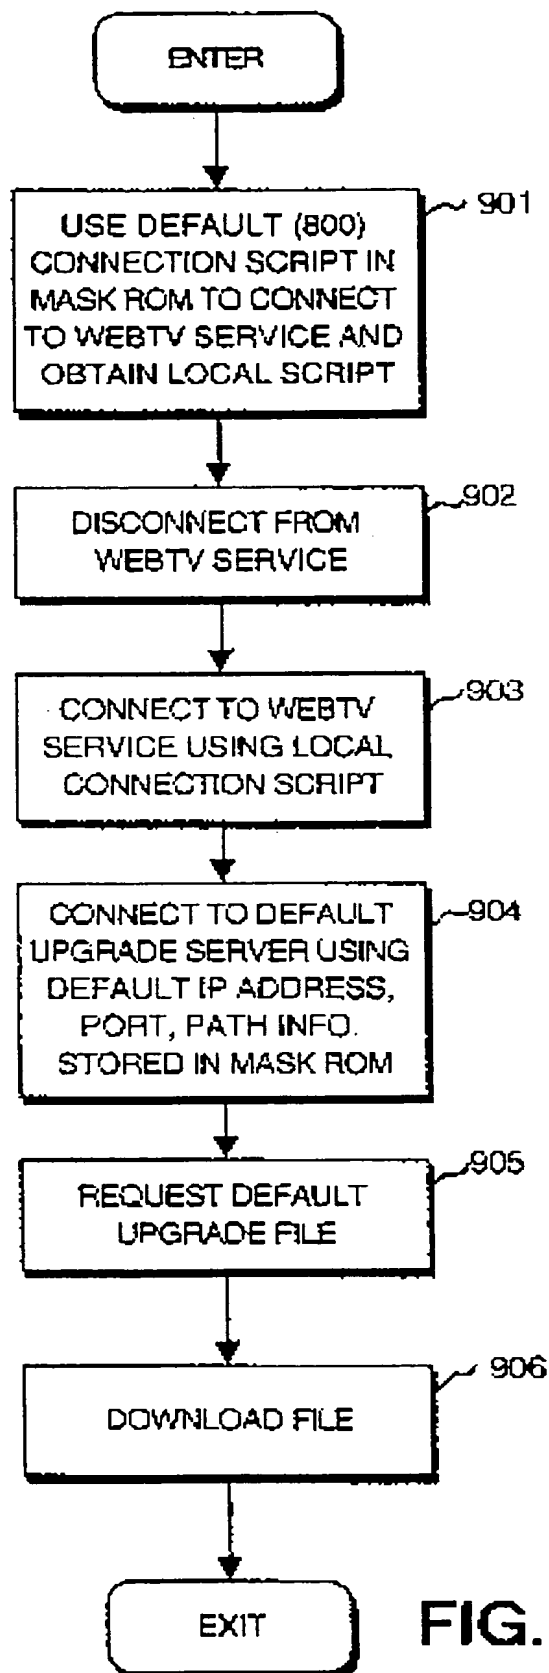 ENTER
901
USE DEFAULT (800)
CONNECTION SCRIPT IN
MASK ROM TO CONNECT
TO WEBTV SERVICE AND
OBTAIN LOCAL SCRIPT
902
DISCONNECT FROM
WEBTV SERVICE
903
CONNECT TO WEBTV
SERVICE USING LOCAL
CONNECTION SCRIPT
904
CONNECT TO DEFAULT
UPGRADE SERVER USING
DEFAULT IP ADDRESS,
PORT, PATH INFO.
STORED IN MASK ROM
905
REQUEST DEFAULT
UPGRADE FILE
906
DOWNLOAD FILE
EXIT
FIG.